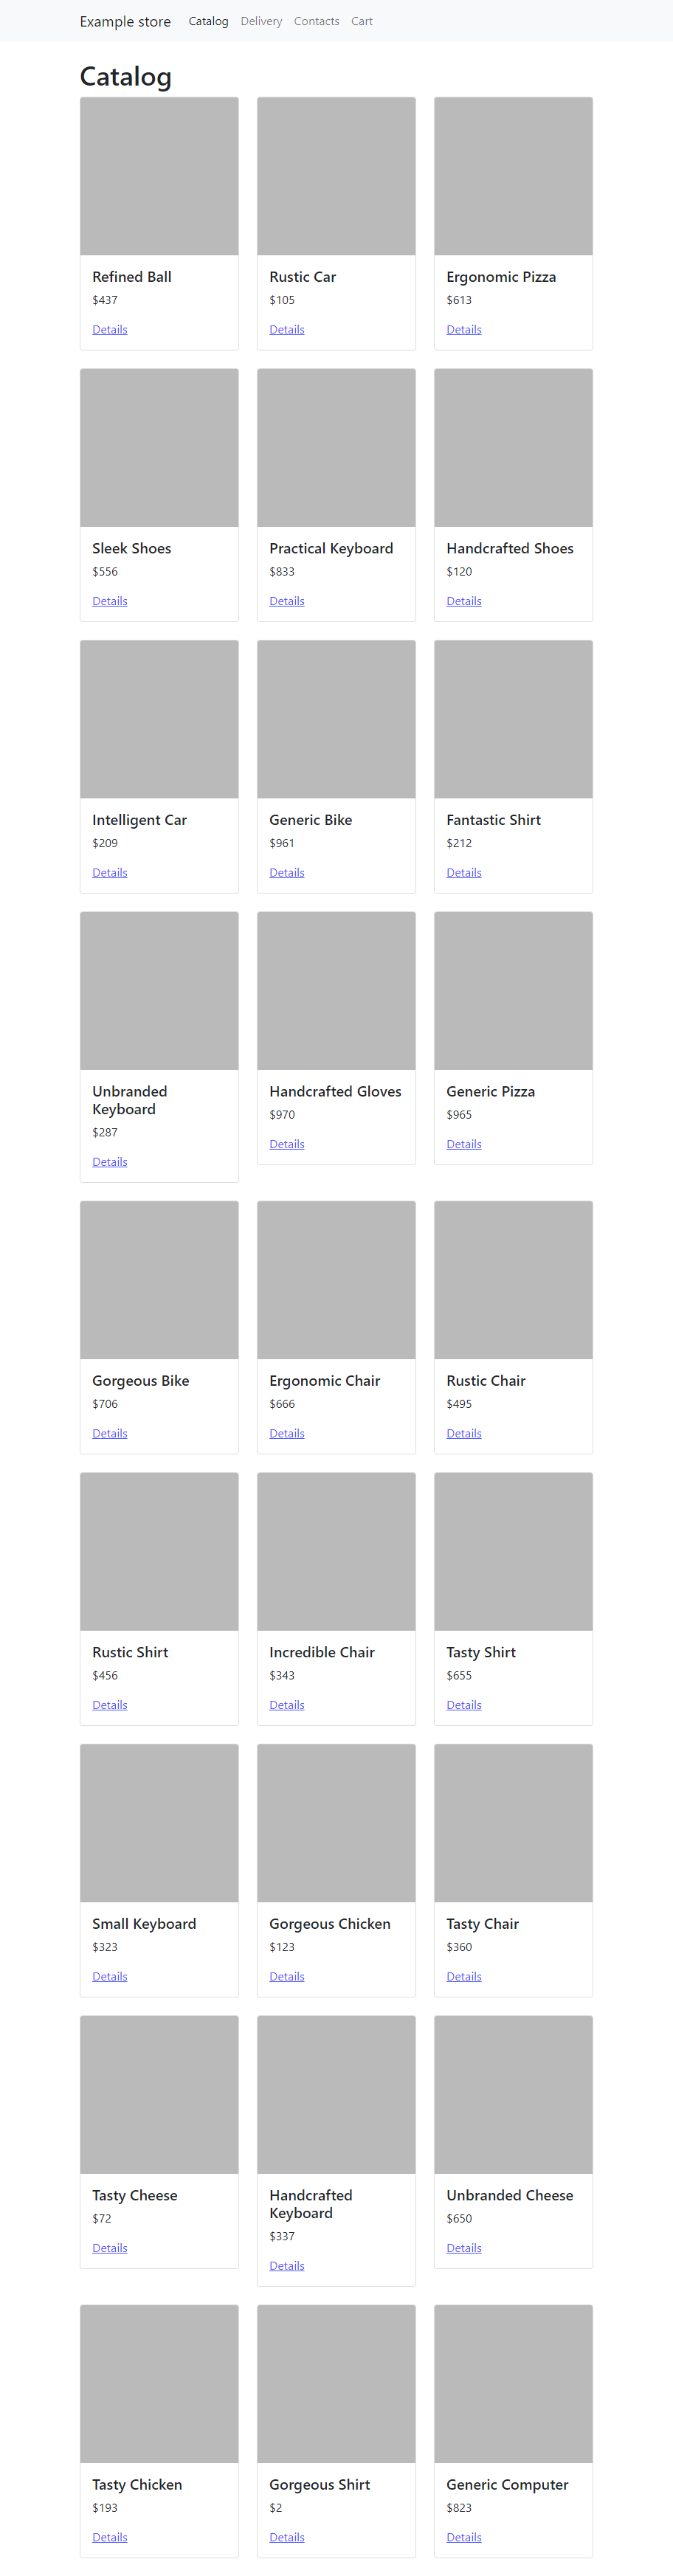 Example store Catalog Delivery Contacts Cart
Catalog
Refined Ball
$437
Details
Rustic Car
$105
Details
Ergonomic Pizza
$613
Details
Sleek Shoes
$556
Details
Practical Keyboard
$833
Details
Handcrafted Shoes
$120
Details
Intelligent Car
$209
Details
Generic Bike
$961
Details
Fantastic Shirt
$212
Details
Unbranded
Keyboard
$287
Details
Handcrafted Gloves
$970
Details
Generic Pizza
$965
Details
Gorgeous Bike
$706
Details
Ergonomic Chair
$666
Details
Rustic Chair
$495
Details
Rustic Shirt
$456
Details
Incredible Chair
$343
Details
Tasty Shirt
$655
Details
Small Keyboard
$323
Details
Gorgeous Chicken
$123
Details
Tasty Chair
$360
Details
Tasty Cheese
$72
Details
Handcrafted
Keyboard
$337
Details
Unbranded Cheese
$650
Details
Tasty Chicken
$193
Details
Gorgeous Shirt
$2
Details
Generic Computer
$823
Details